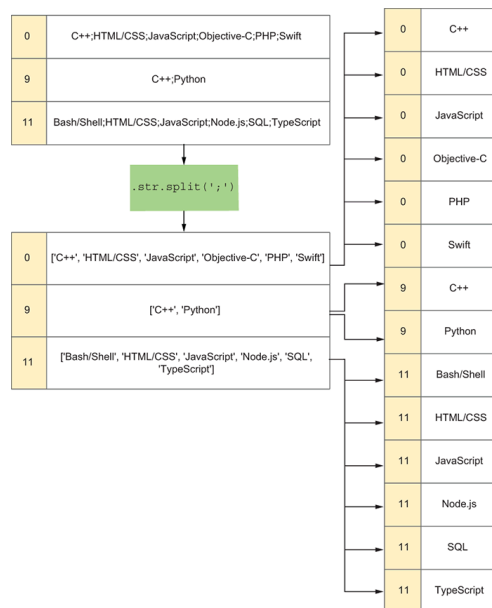 0 C++;HTML/CSS;JavaScript;Objective-C;PHP;Swift
9 C++;Python
11 Bash/Shell;HTML/CSS;JavaScript;Node.js;SQL;TypeScript
.str.split(';')
0 ['C++', 'HTML/CSS', 'JavaScript', 'Objective-C', 'PHP', 'Swift']
9 ['C++', 'Python']
11 ['Bash/Shell', 'HTML/CSS', 'JavaScript', 'Node.js', 'SQL',
'TypeScript']
0 C++
0 HTML/CSS
0 JavaScript
0 Objective-C
0 PHP
0 Swift
9 C++
9 Python
11 Bash/Shell
11 HTML/CSS
11 JavaScript
11 Node.js
11 SQL
11 TypeScript